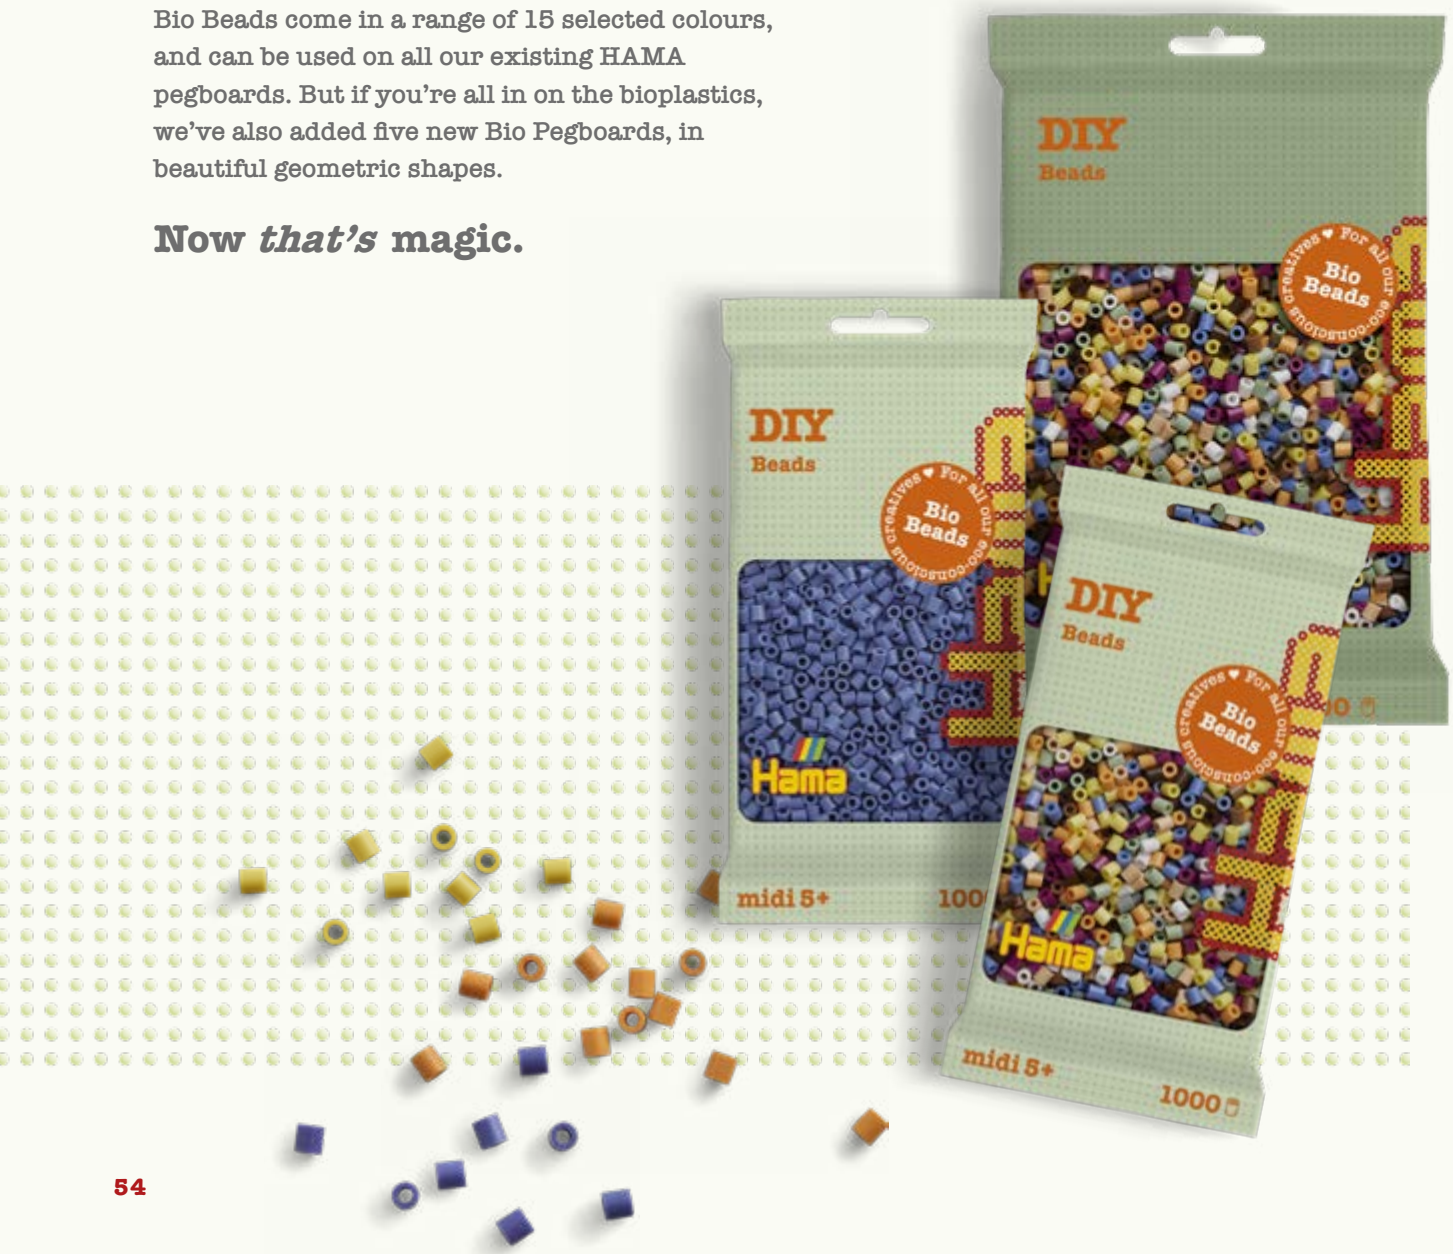 Bio Beads come in a range of 15 selected colours,
and can be used on all our existing HAMA
pegboards. But if you're all in on the bioplastics,
we've also added five new Bio Pegboards, in
beautiful geometric shapes.
Now that's magic.
DIY
Beads
For all our eco-conscious creatives
Bio
Beads
DIY
Beads
For all our eco-conscious creatives
Bio
Beads
Hama
midi 5+
100
DIY
Beads
For all our eco-conscious creatives
Bio
Beads
Hama
midi 5+
1000
54